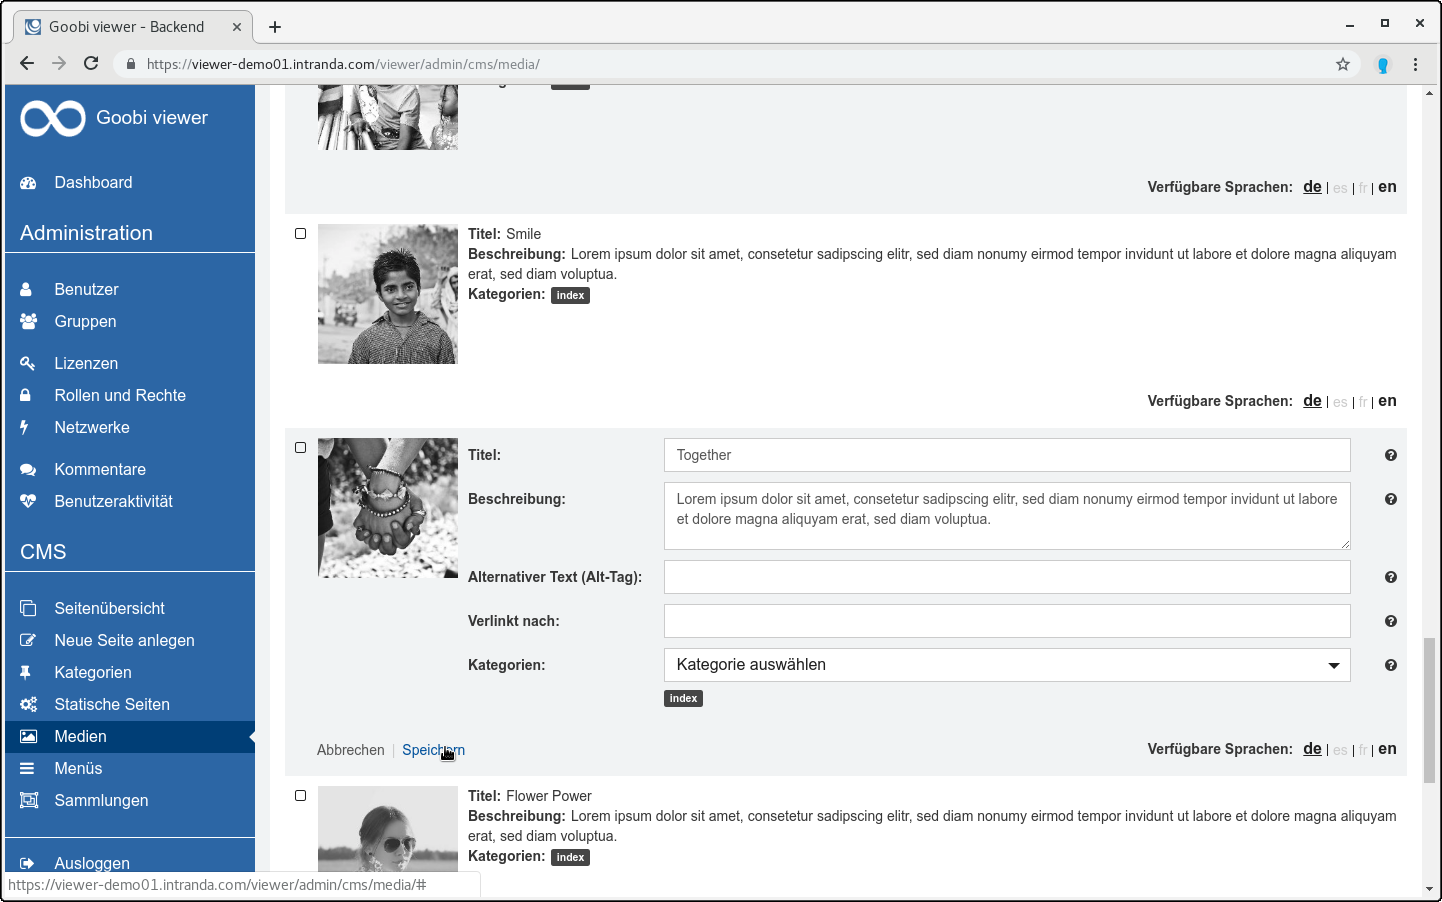 Goobi viewer - Backend
https://viewer-demo01.intranda.com/viewer/admin/cms/media/
Goobi viewer
Dashboard
Administration
Benutzer
Gruppen
Lizenzen
Rollen und Rechte
Netzwerke
Kommentare
Benutzeraktivität
CMS
Seitenübersicht
Neue Seite anlegen
Kategorien
Statische Seiten
Medien
Menüs
Sammlungen
Ausloggen
Verfügbare Sprachen: de | es | fr | en
Titel: Smile
Beschreibung: Lorem ipsum dolor sit amet, consetetur sadipscing elitr, sed diam nonumy eirmod tempor invidunt ut labore et dolore magna aliquyam
erat, sed diam voluptua.
Kategorien: index
Verfügbare Sprachen: de | es | fr | en
Titel: Together
Beschreibung: Lorem ipsum dolor sit amet, consetetur sadipscing elitr, sed diam nonumy eirmod tempor invidunt ut labore
et dolore magna aliquyam erat, sed diam voluptua.
Alternativer Text (Alt-Tag):
Verlinkt nach:
Kategorien: Kategorie auswählen
index
Abbrechen | Speichern
Verfügbare Sprachen: de | es | fr | en
Titel: Flower Power
Beschreibung: Lorem ipsum dolor sit amet, consetetur sadipscing elitr, sed diam nonumy eirmod tempor invidunt ut labore et dolore magna aliquyam
erat, sed diam voluptua.
Kategorien: index
https://viewer-demo01.intranda.com/viewer/admin/cms/media/#